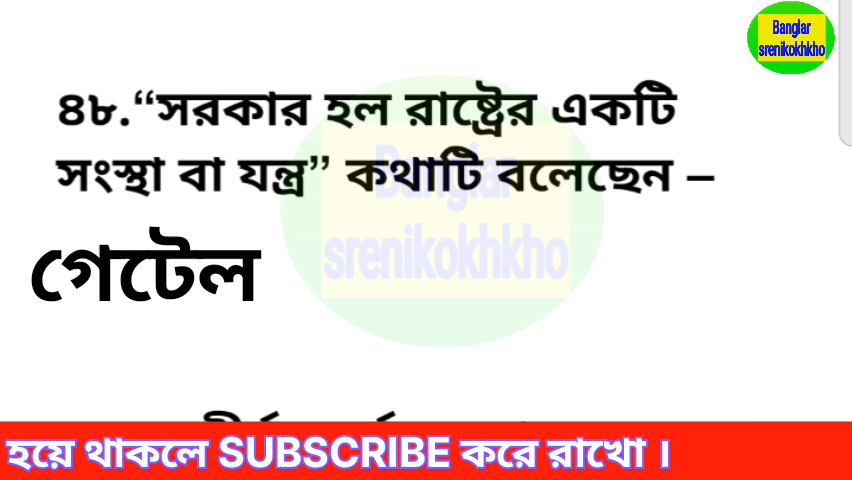 Banglar
srenikokhkho
৪৮.“সরকার হল রাষ্ট্রের একটি
সংস্থা বা যন্ত্র” কথাটি বলেছেন –
গেটেল
Banglar
srenikokhkho
হয়ে থাকলে SUBSCRIBE করে রাখো ।